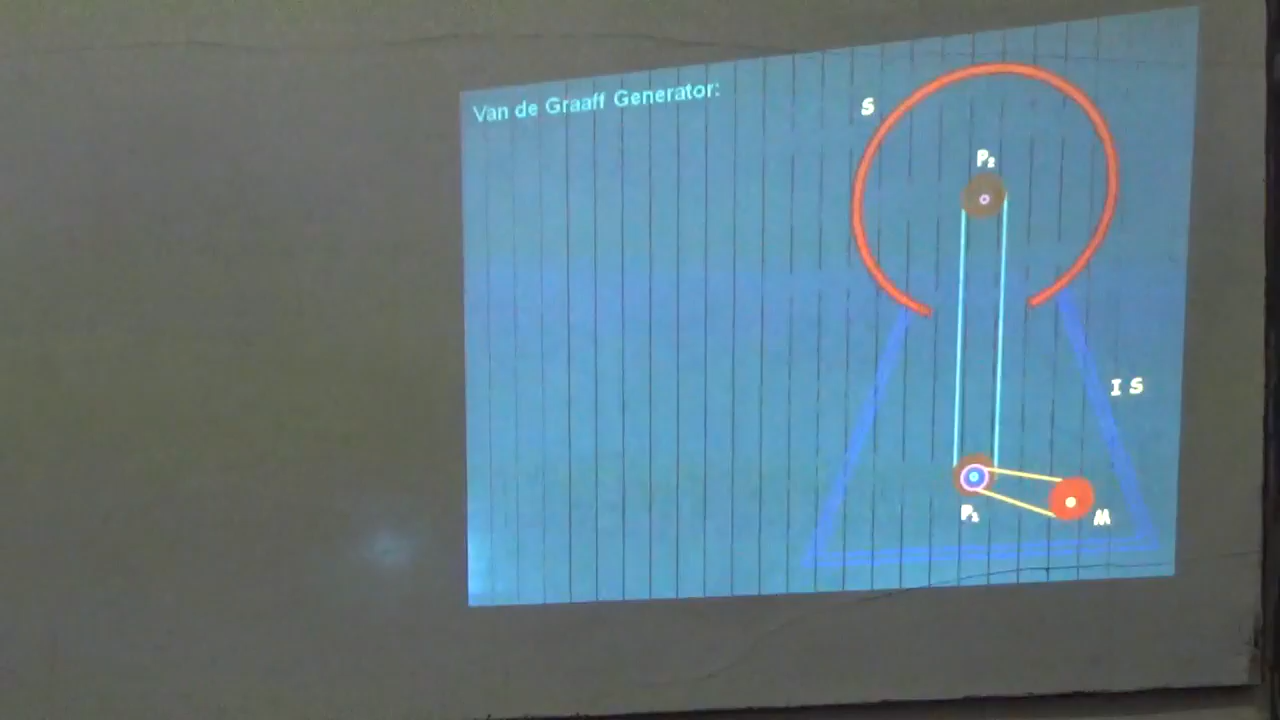 Van de Graaff Generator:
S
P₂
I S
P₁
M